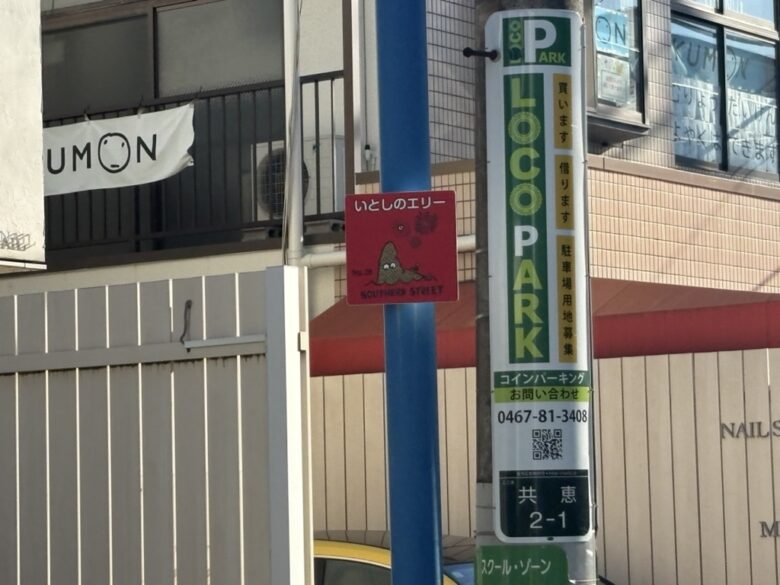 KUMON
UMON
いとしのエリー
No.28
SOUTHERN STREET
LOCO
PARK
LOCO PARK
買います
借ります
駐車場用地募集
コインパーキング
お問い合わせ
0467-81-3408
共恵
2-1
スクール・ゾーン
NAIL